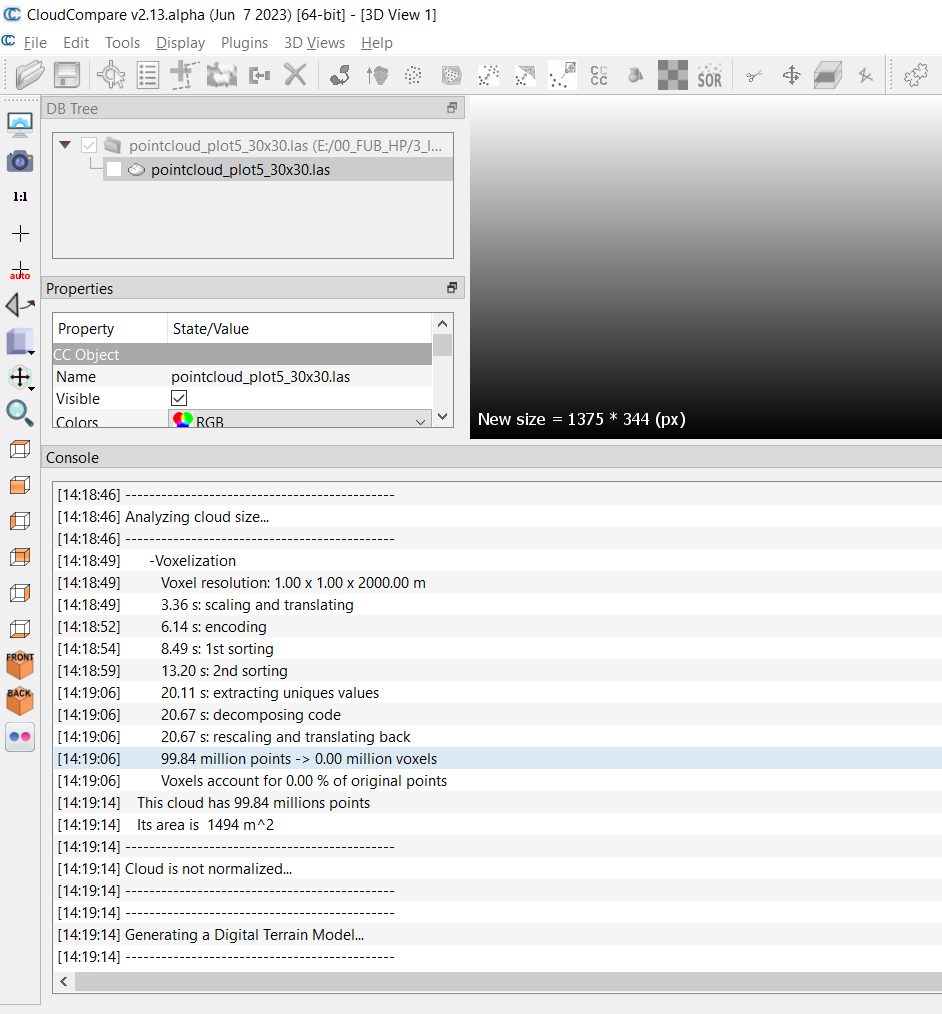 CloudCompare v2.13.alpha (Jun  7 2023) [64-bit] - [3D View 1]
File Edit Tools Display Plugins 3D Views Help
CC
CC
SOR
DB Tree
pointcloud_plot5_30x30.las (E:/00_FUB_HP/3_I...
pointcloud_plot5_30x30.las
1:1
auto
Properties
Property State/Value
CC Object
Name pointcloud_plot5_30x30.las
Visible
Colors RGB
New size = 1375 * 344 (px)
FRONT
BACK
Console
[14:18:46] ---------------------------------------------
[14:18:46] Analyzing cloud size...
[14:18:46] ---------------------------------------------
[14:18:49] -Voxelization
[14:18:49] Voxel resolution: 1.00 x 1.00 x 2000.00 m
[14:18:49] 3.36 s: scaling and translating
[14:18:52] 6.14 s: encoding
[14:18:54] 8.49 s: 1st sorting
[14:18:59] 13.20 s: 2nd sorting
[14:19:06] 20.11 s: extracting uniques values
[14:19:06] 20.67 s: decomposing code
[14:19:06] 20.67 s: rescaling and translating back
[14:19:06] 99.84 million points -> 0.00 million voxels
[14:19:06] Voxels account for 0.00 % of original points
[14:19:14] This cloud has 99.84 millions points
[14:19:14] Its area is  1494 m^2
[14:19:14] ---------------------------------------------
[14:19:14] Cloud is not normalized...
[14:19:14] ---------------------------------------------
[14:19:14] ---------------------------------------------
[14:19:14] Generating a Digital Terrain Model...
[14:19:14] ---------------------------------------------